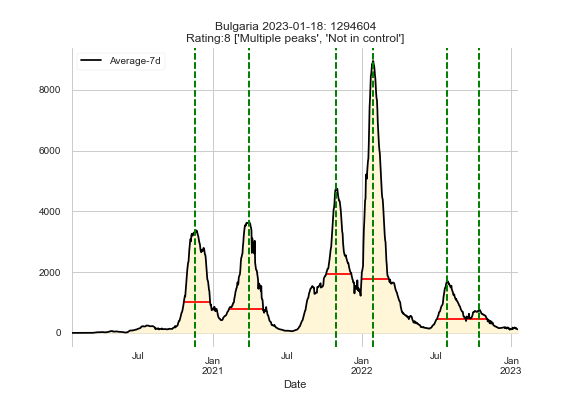 Bulgaria 2023-01-18: 1294604
Rating:8 ['Multiple peaks', 'Not in control']
Average-7d
8000
6000
4000
2000
0
Jul
Jan
2021
Jul
Jan
2022
Jul
Jan
2023
Date